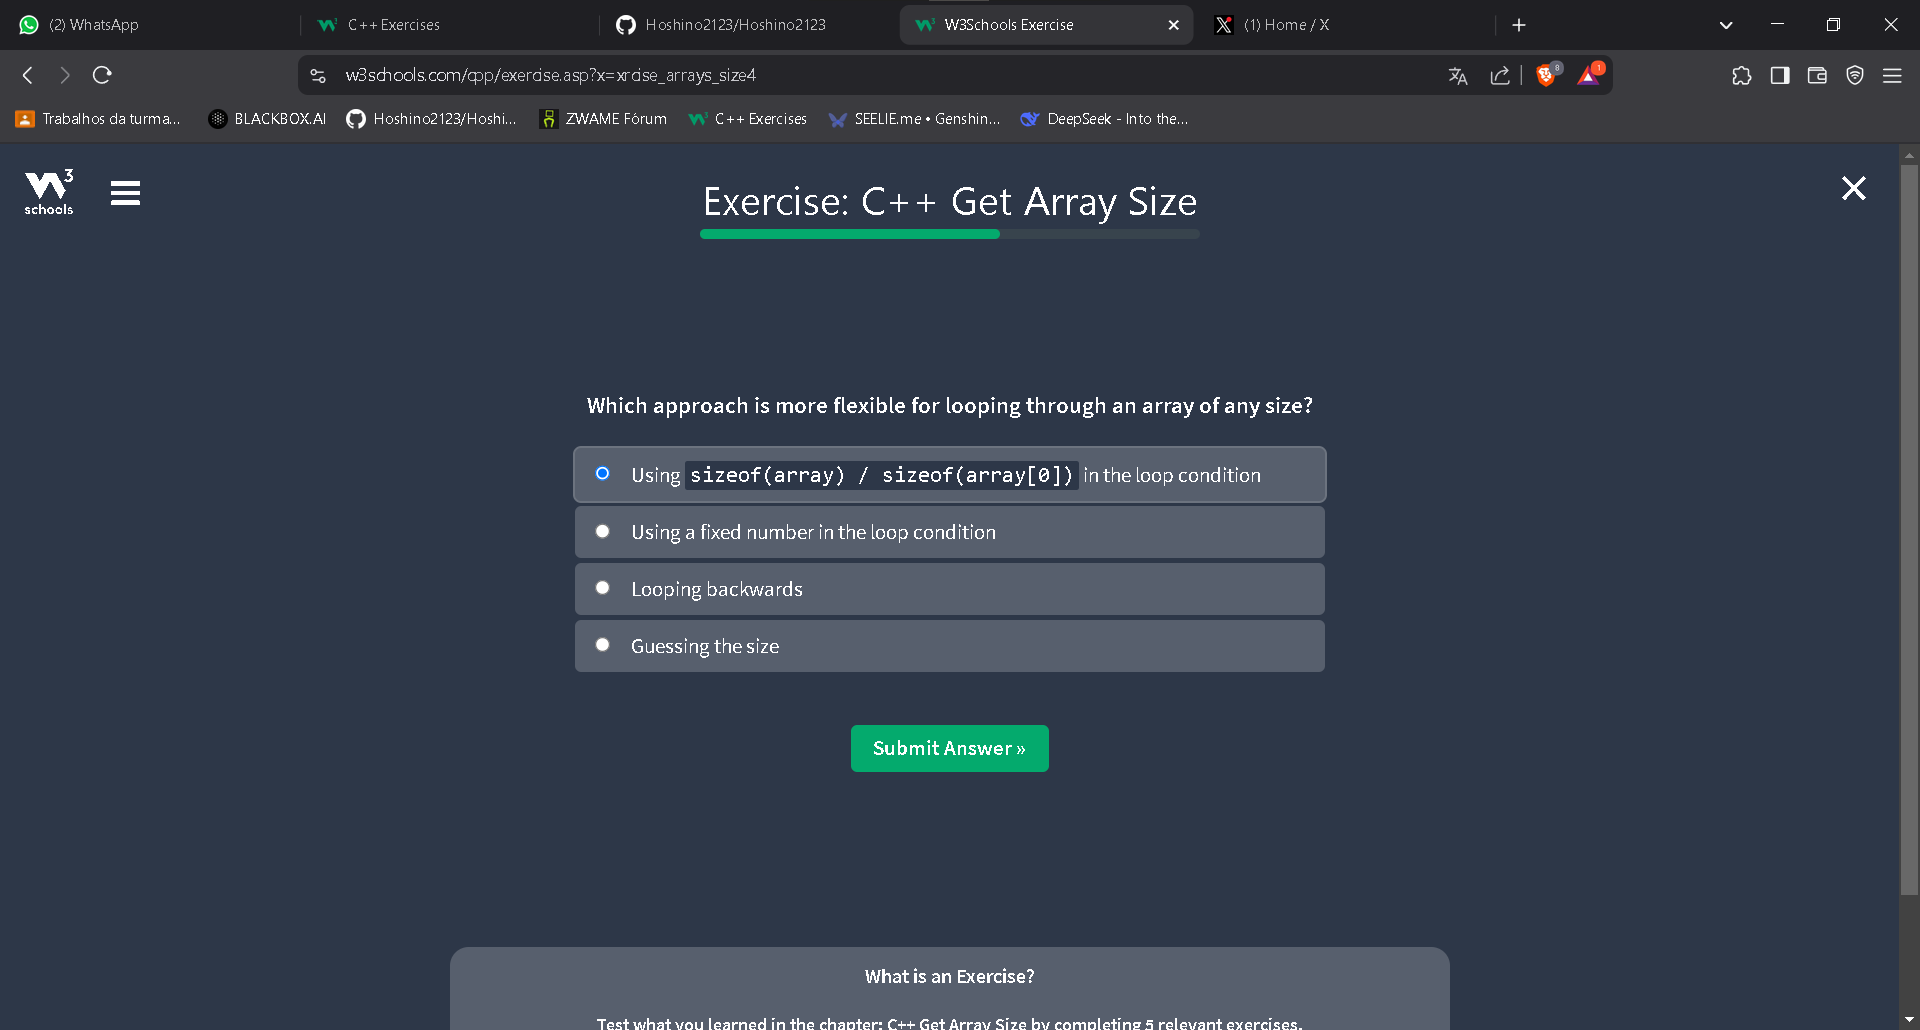 (2) WhatsApp
C++ Exercises
Hoshino2123/Hoshino2123
W3Schools Exercise
(1) Home / X
w3schools.com/cpp/exercise.asp?x=xrcise_arrays_size4
8
1
Trabalhos da turma...
BLACKBOX.AI
Hoshino2123/Hoshi...
ZWAME Fórum
C++ Exercises
SEELIE.me • Genshin...
DeepSeek - Into the...
3
schools
Exercise: C++ Get Array Size
Which approach is more flexible for looping through an array of any size?
Using sizeof(array) / sizeof(array[0]) in the loop condition
Using a fixed number in the loop condition
Looping backwards
Guessing the size
Submit Answer »
What is an Exercise?
Test what you learned in the chapter: C++ Get Array Size by completing 5 relevant exercises.